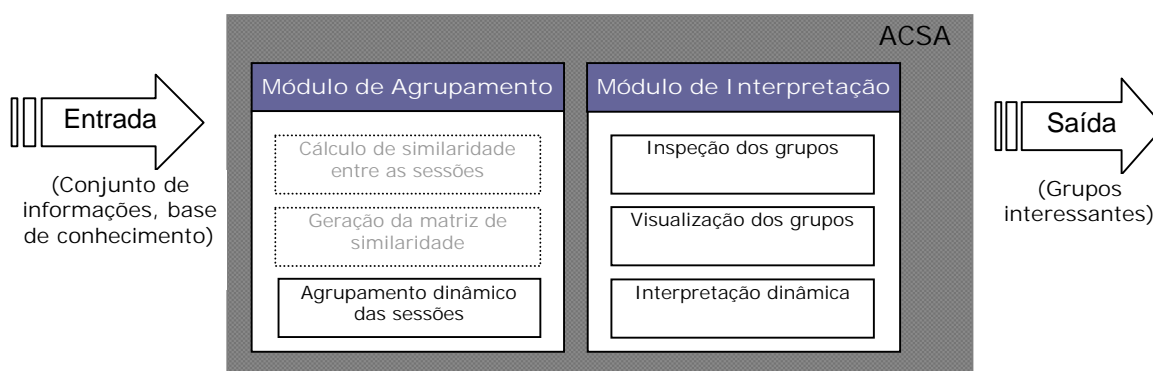 ACSA
Módulo de Agrupamento
Módulo de Interpretação
Entrada
(Conjunto de
informações, base
de conhecimento)
Cálculo de similaridade
entre as sessões
Geração da matriz de
similaridade
Agrupamento dinâmico
das sessões
Inspeção dos grupos
Visualização dos grupos
Interpretação dinâmica
Saída
(Grupos
interessantes)